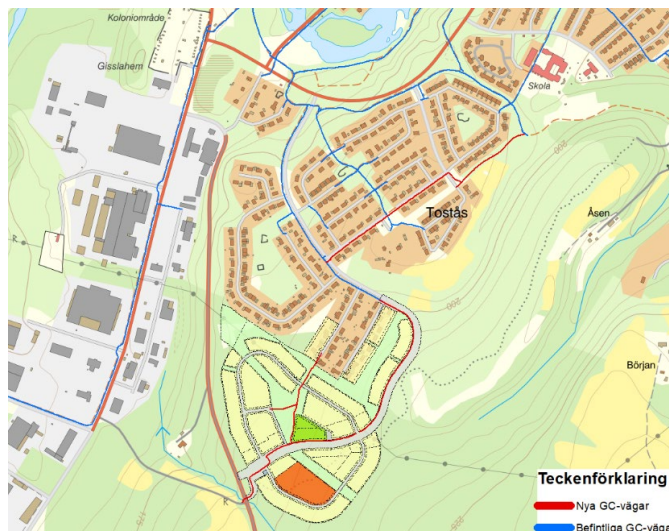 Koloniområde
Gisslahem
Skola
Tostås
Åsen
Början
K
K
Teckenförklaring
Nya GC-vägar
Befintliga GC-vägar